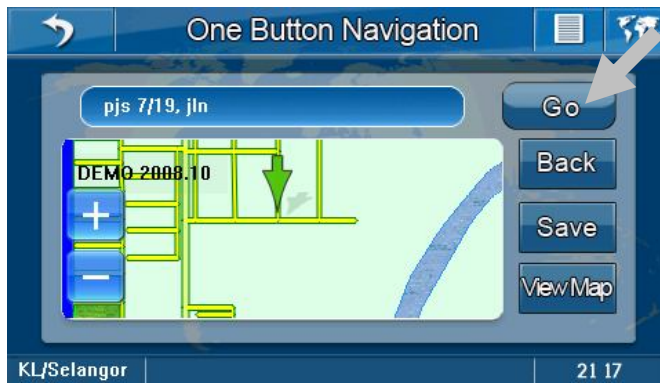 One Button Navigation
pjs 7/19, jln
Go
DEMO 2008.10
Back
Save
View Map
KL/Selangor
21 17